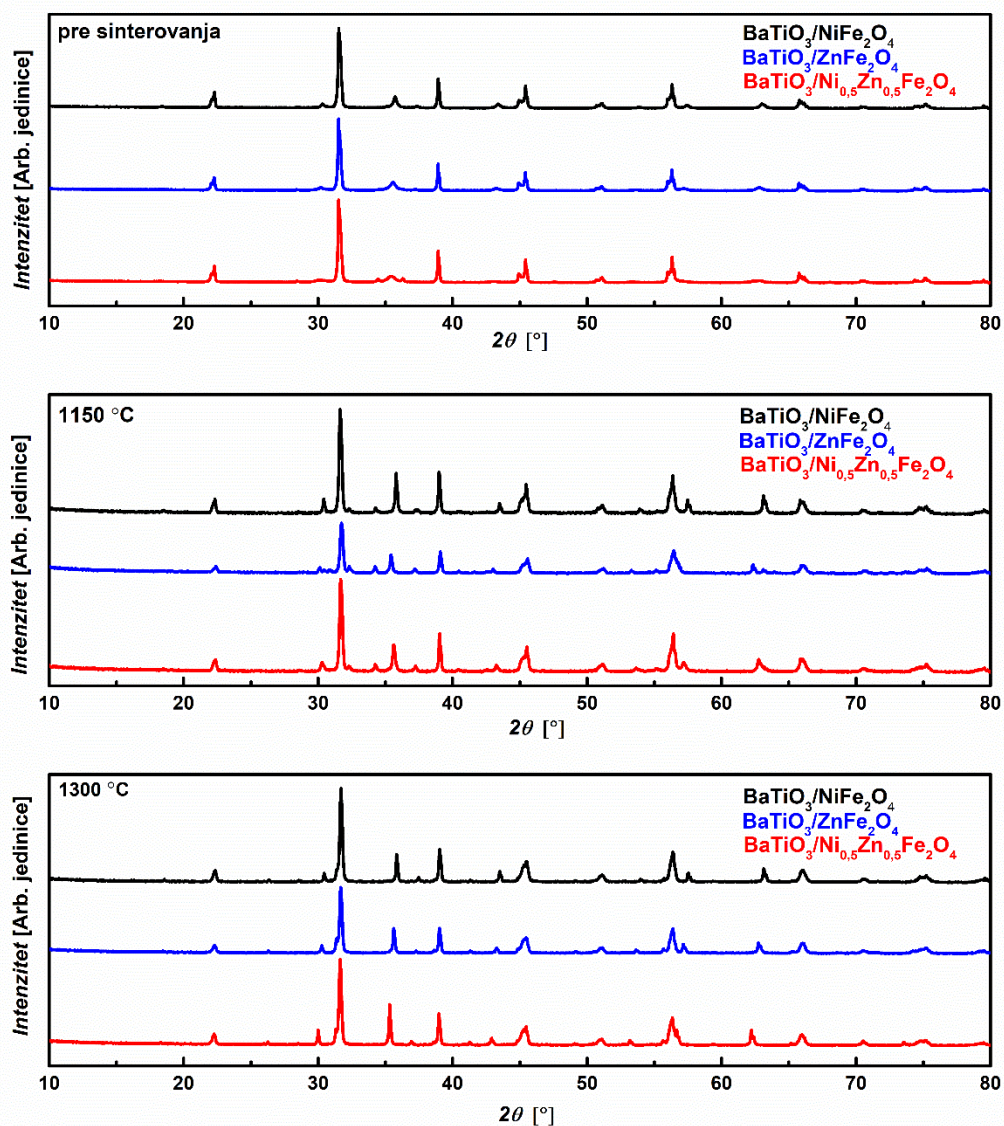 pre sinterovanja
BaTiO₃/NiFe₂O₄
BaTiO₃/ZnFe₂O₄
BaTiO₃/Ni₀,₅Zn₀,₅Fe₂O₄
Intenzitet [Arb. jedinice]
10 20 30 40 50 60 70 80
2θ [°]
1150 °C
BaTiO₃/NiFe₂O₄
BaTiO₃/ZnFe₂O₄
BaTiO₃/Ni₀,₅Zn₀,₅Fe₂O₄
Intenzitet [Arb. jedinice]
10 20 30 40 50 60 70 80
2θ [°]
1300 °C
BaTiO₃/NiFe₂O₄
BaTiO₃/ZnFe₂O₄
BaTiO₃/Ni₀,₅Zn₀,₅Fe₂O₄
Intenzitet [Arb. jedinice]
10 20 30 40 50 60 70 80
2θ [°]